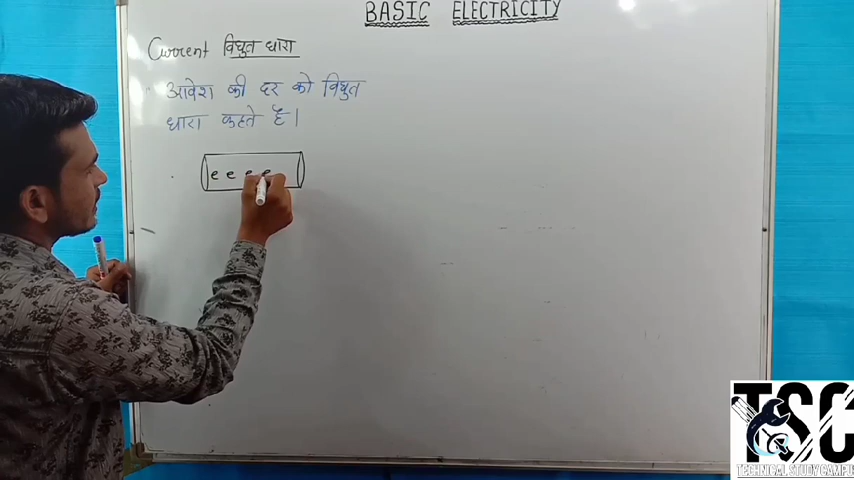 BASIC ELECTRICITY
Current विधुत धारा
आवेश की दर को विधुत
धारा कहते है।
e e e e
TSC
TECHNICAL STUDY CAMPUS